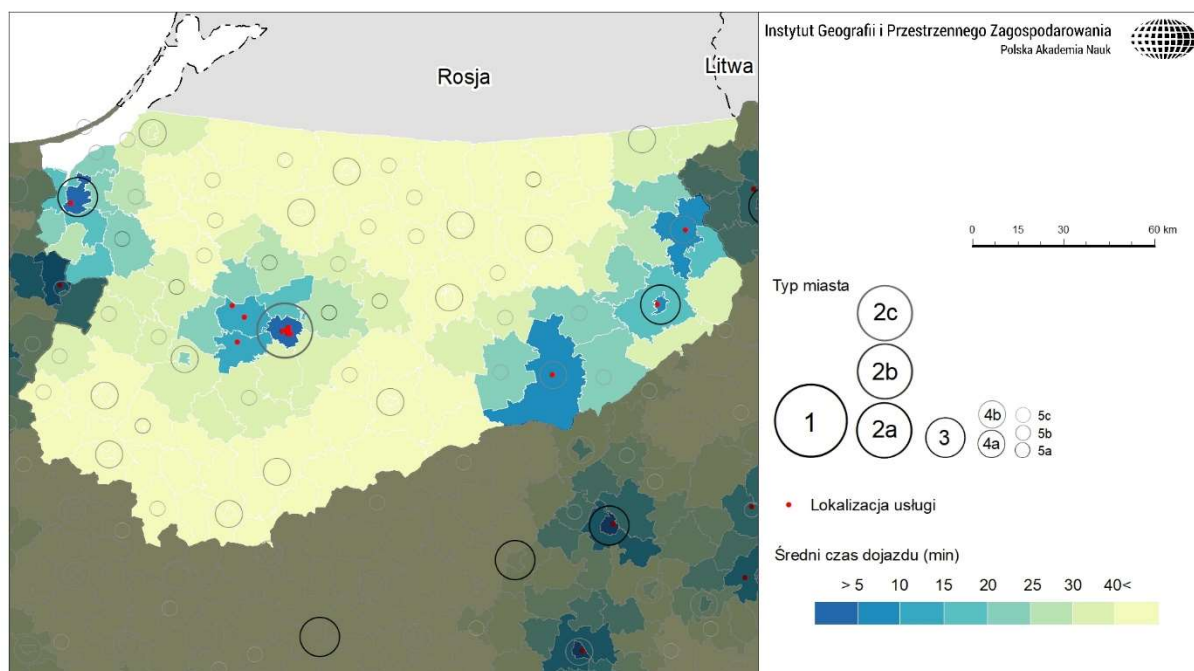 Rosja
Litwa
Instytut Geografii i Przestrzennego Zagospodarowania
Polska Akademia Nauk
0 15 30 60 km
Typ miasta
2c
2b
1
2a
3
4b
4a
5c
5b
5a
Lokalizacja usługi
Średni czas dojazdu (min)
> 5 10 15 20 25 30 40<